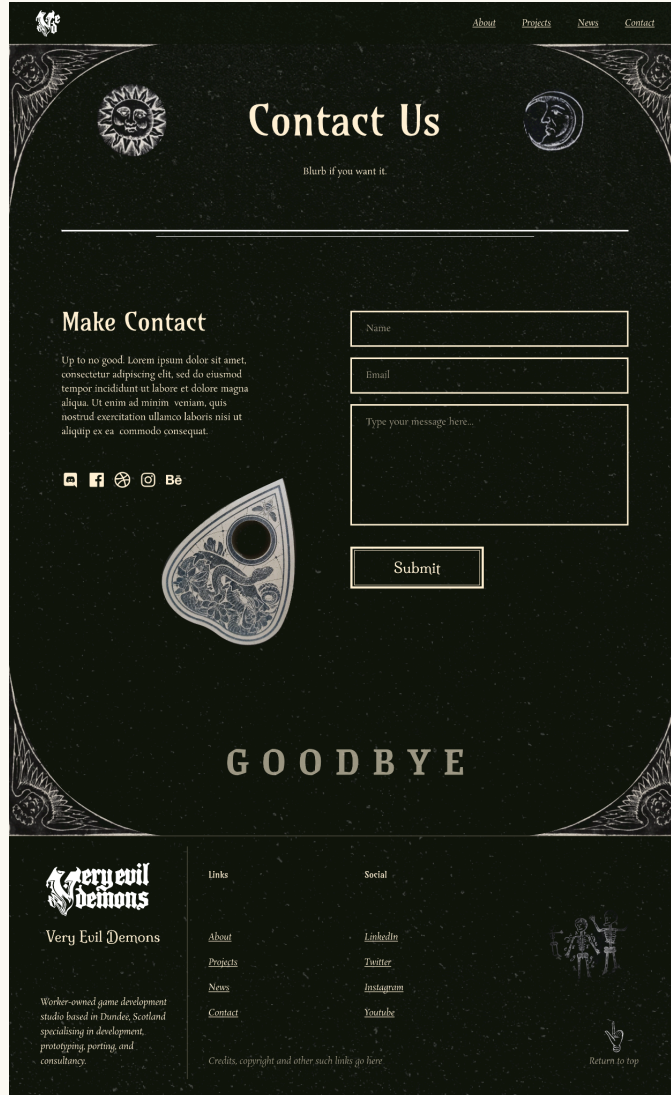 Ve
D
About Projects News Contact
Contact Us
Blurb if you want it.
Make Contact
Up to no good. Lorem ipsum dolor sit amet,
consectetur adipiscing elit, sed do eiusmod
tempor incididunt ut labore et dolore magna
aliqua. Ut enim ad minim  veniam, quis
nostrud exercitation ullamco laboris nisi ut
aliquip ex ea  commodo consequat.
Bē
Name
Email
Type your message here...
Submit
GOODBYE
Very evil
demons
Very Evil Demons
Worker-owned game development
studio based in Dundee, Scotland
specialising in development,
prototyping, porting, and
consultancy.
Links
About
Projects
News
Contact
Social
LinkedIn
Twitter
Instagram
Youtube
Credits, copyright and other such links go here
Return to top